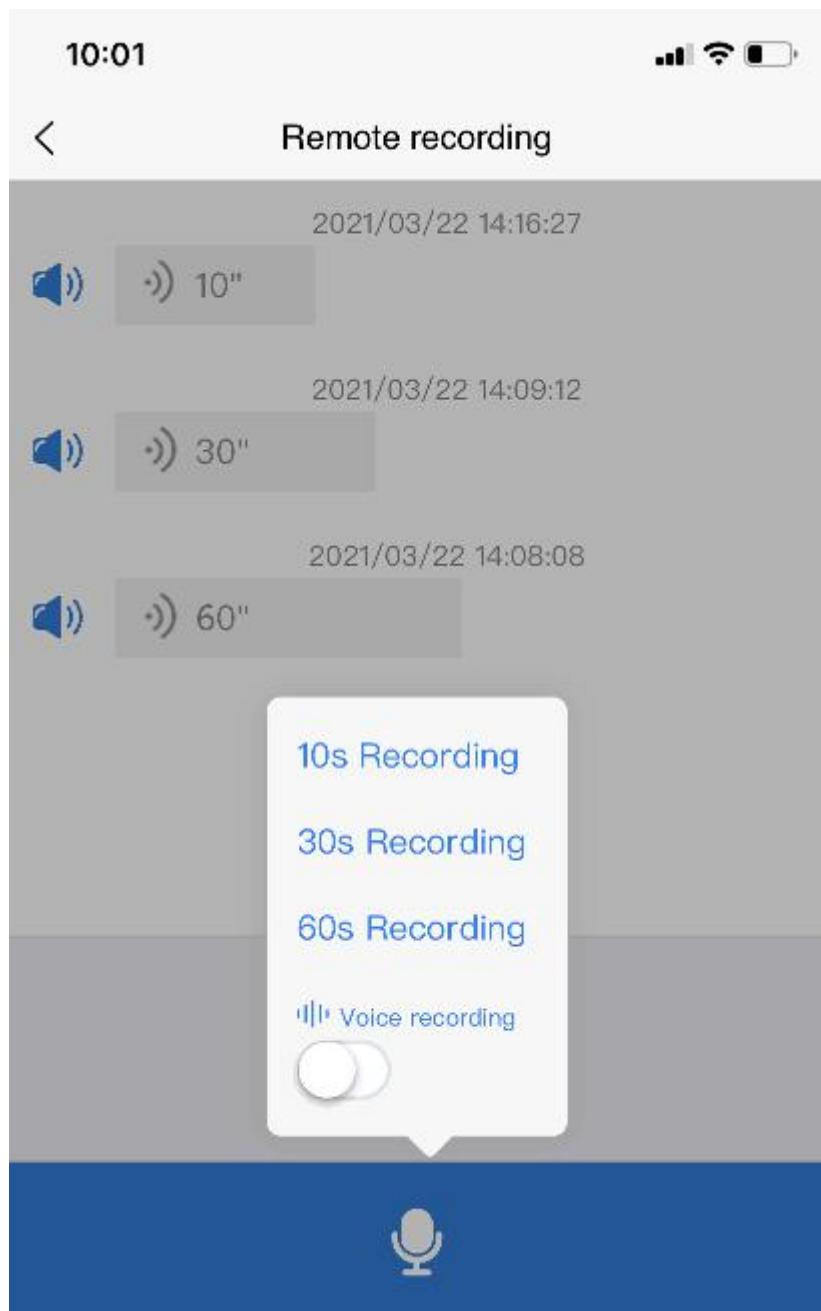 10:01
Remote recording
2021/03/22 14:16:27
10"
2021/03/22 14:09:12
30"
2021/03/22 14:08:08
60"
10s Recording
30s Recording
60s Recording
Voice recording